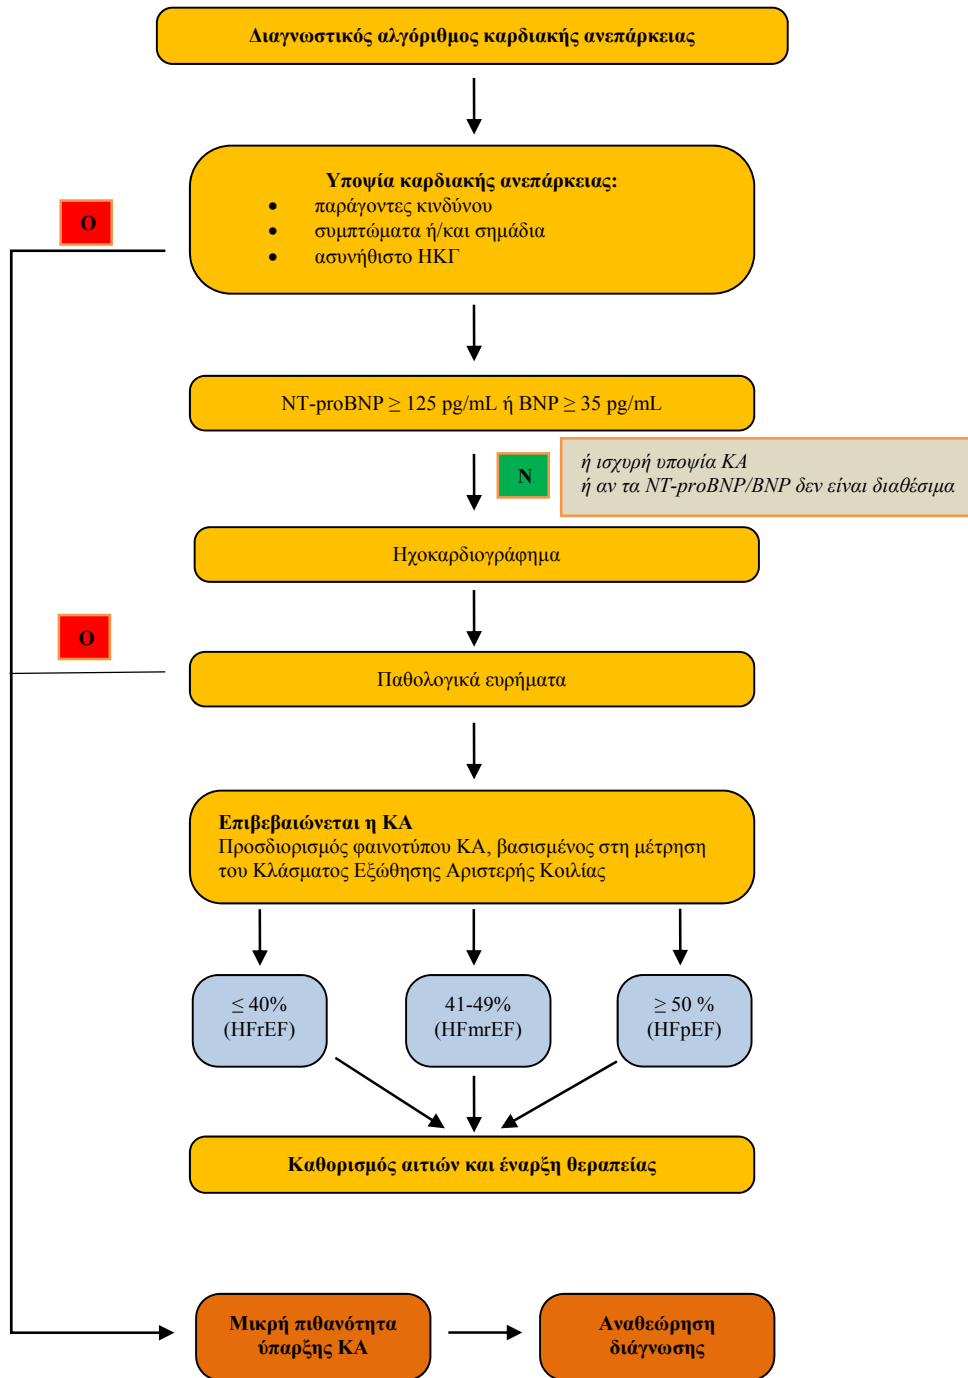 Διαγνωστικός αλγόριθμος καρδιακής ανεπάρκειας
Υποψία καρδιακής ανεπάρκειας:
• παράγοντες κινδύνου
• συμπτώματα ή/και σημάδια
• ασυνήθιστο ΗΚΓ
Ο
NT-proBNP ≥ 125 pg/mL ή BNP ≥ 35 pg/mL
Ν
ή ισχυρή υποψία ΚΑ
ή αν τα NT-proBNP/BNP δεν είναι διαθέσιμα
Ηχοκαρδιογράφημα
Ο
Παθολογικά ευρήματα
Επιβεβαιώνεται η ΚΑ
Προσδιορισμός φαινοτύπου ΚΑ, βασισμένος στη μέτρηση
του Κλάσματος Εξώθησης Αριστερής Κοιλίας
≤ 40%
(HFrEF)
41-49%
(HFmrEF)
≥ 50 %
(HFpEF)
Καθορισμός αιτιών και έναρξη θεραπείας
Μικρή πιθανότητα
ύπαρξης ΚΑ
Αναθεώρηση
διάγνωσης